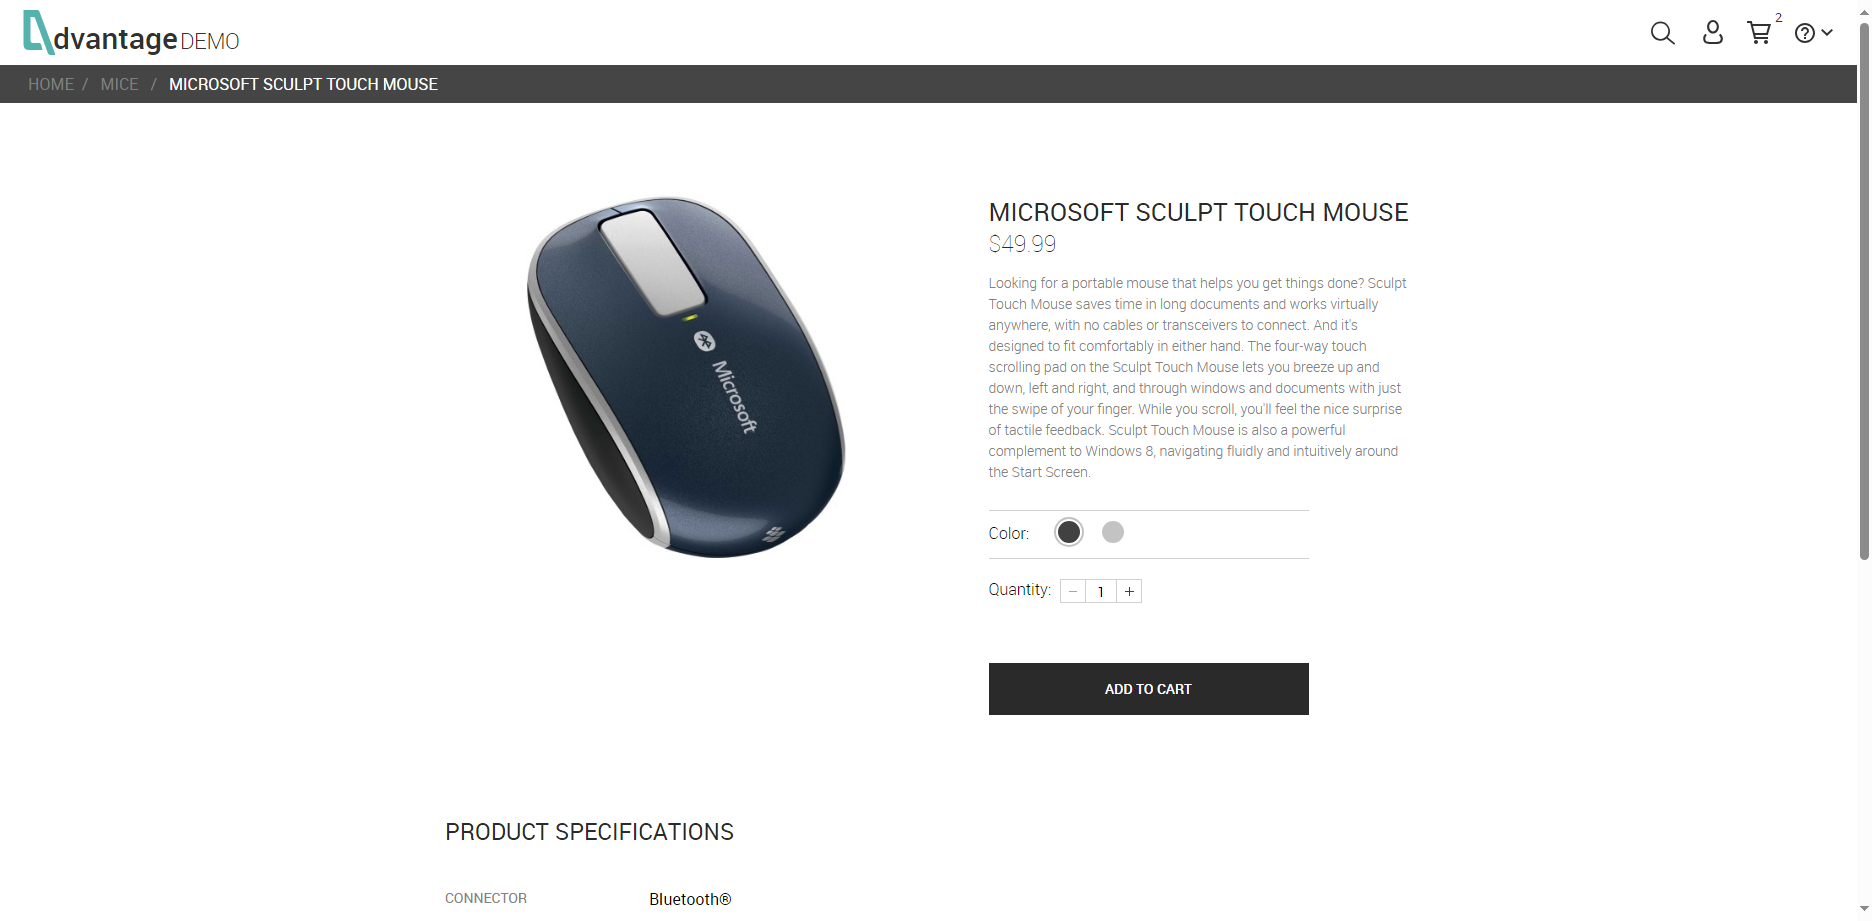 dvantage DEMO
2
HOME / MICE / MICROSOFT SCULPT TOUCH MOUSE
Microsoft
MICROSOFT SCULPT TOUCH MOUSE
$49.99
Looking for a portable mouse that helps you get things done? Sculpt
Touch Mouse saves time in long documents and works virtually
anywhere, with no cables or transceivers to connect. And it's
designed to fit comfortably in either hand. The four-way touch
scrolling pad on the Sculpt Touch Mouse lets you breeze up and
down, left and right, and through windows and documents with just
the swipe of your finger. While you scroll, you'll feel the nice surprise
of tactile feedback. Sculpt Touch Mouse is also a powerful
complement to Windows 8, navigating fluidly and intuitively around
the Start Screen.
Color:
Quantity: − 1 +
ADD TO CART
PRODUCT SPECIFICATIONS
CONNECTOR Bluetooth®